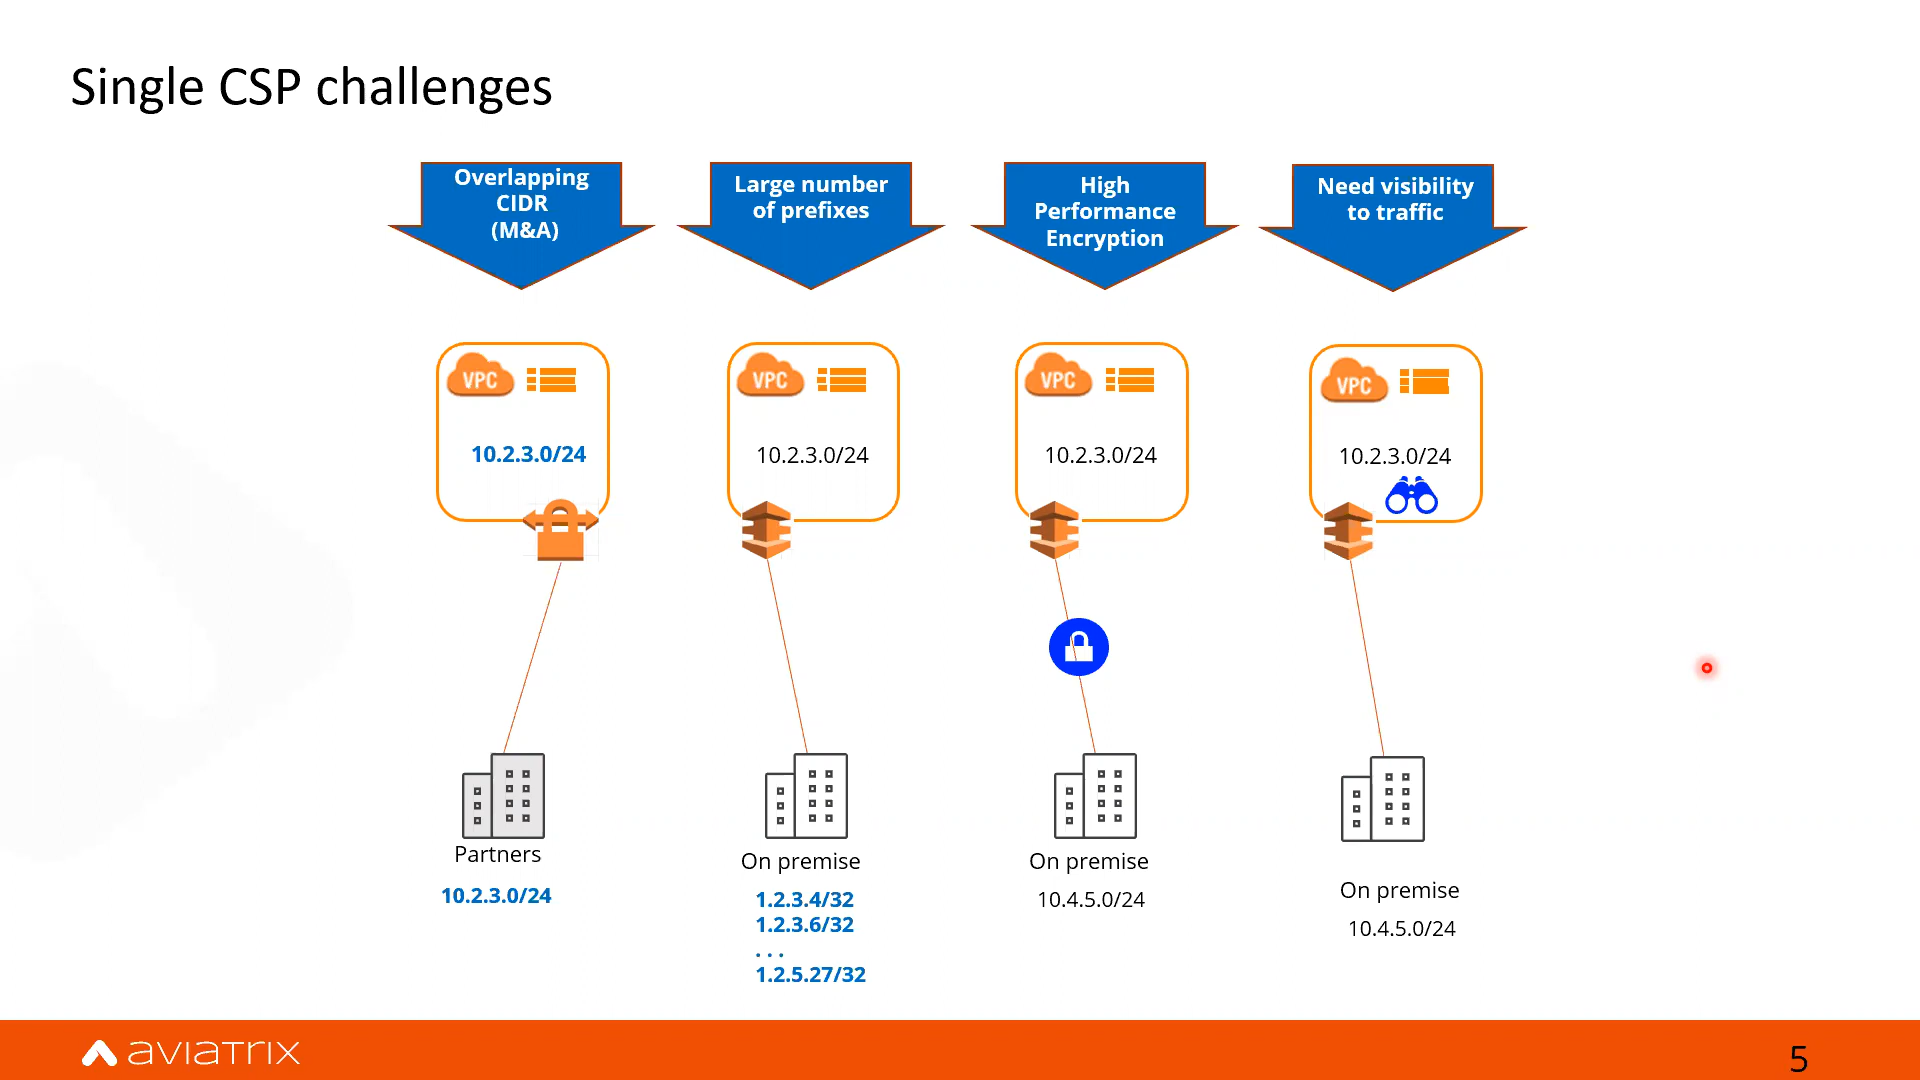 Single CSP challenges
Overlapping
CIDR
(M&A)
Large number
of prefixes
High
Performance
Encryption
Need visibility
to traffic
VPC
10.2.3.0/24
VPC
10.2.3.0/24
VPC
10.2.3.0/24
VPC
10.2.3.0/24
Partners
10.2.3.0/24
On premise
1.2.3.4/32
1.2.3.6/32
. . .
1.2.5.27/32
On premise
10.4.5.0/24
On premise
10.4.5.0/24
aviatrix
5